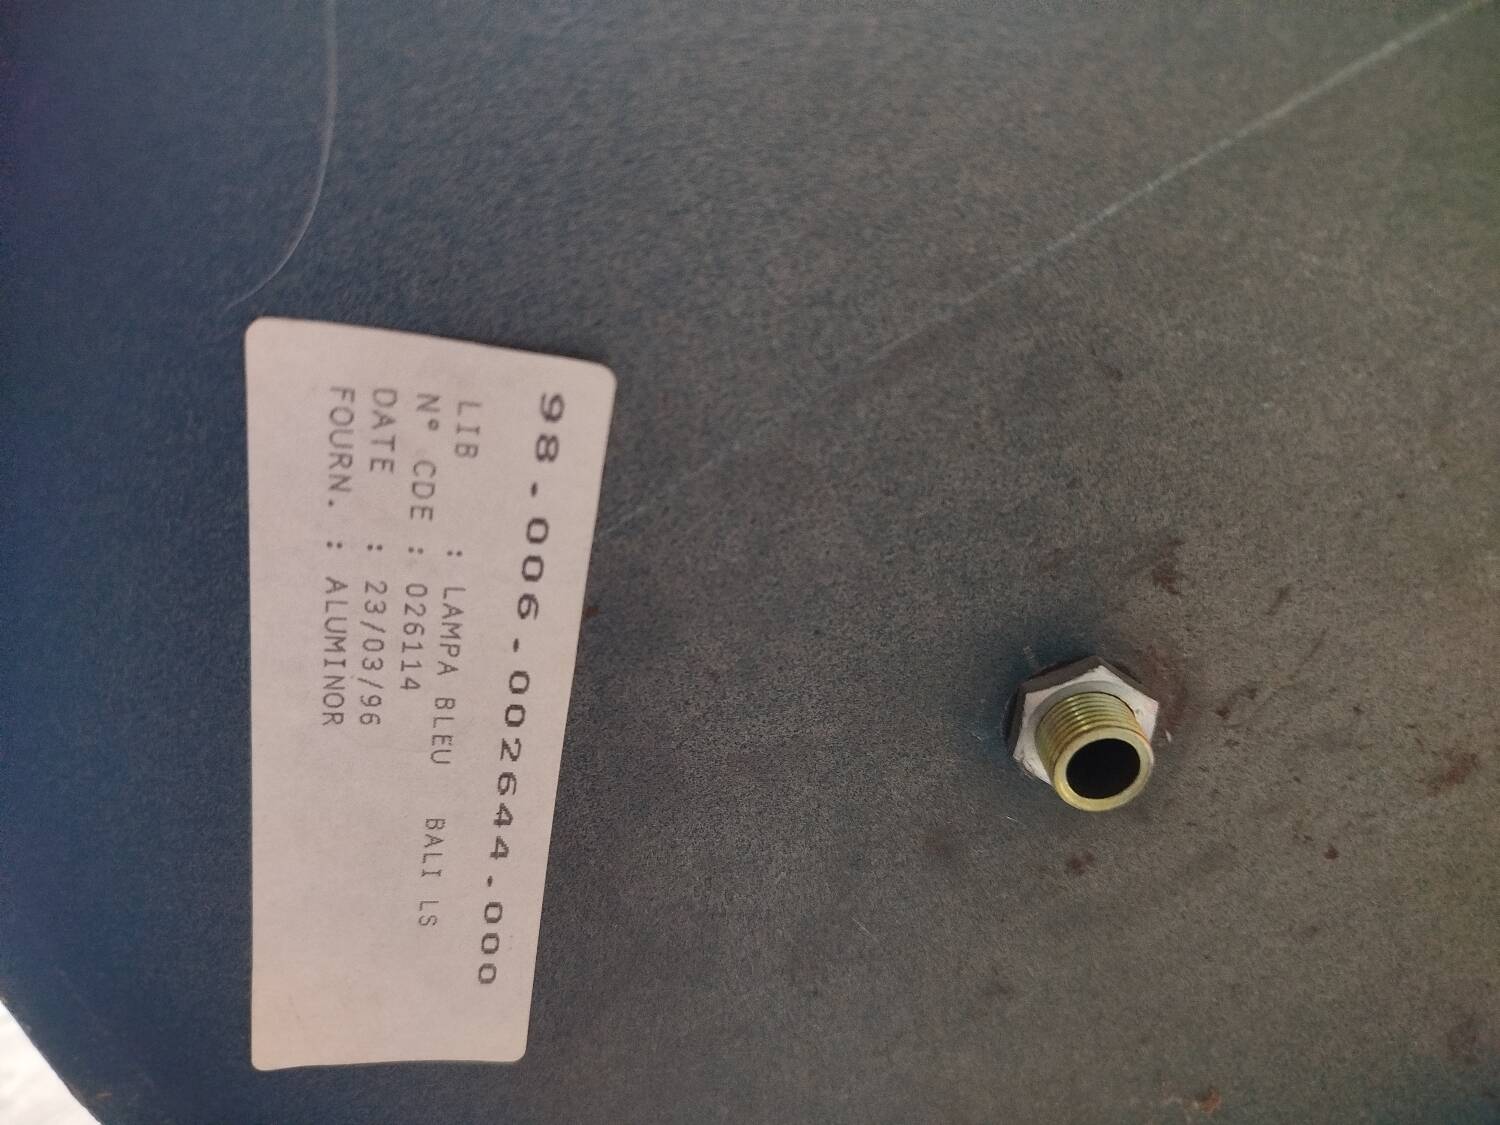 98-006-002644-000
LIB : LAMPA BLEU BALI LS
N° CDE : 026114
DATE : 23/03/96
FOURN. : ALUMINOR